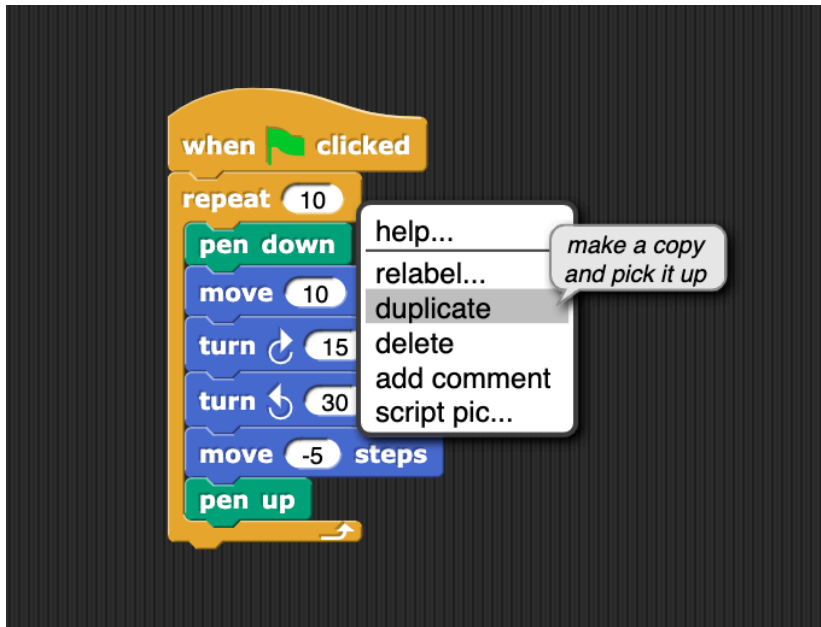 when clicked
repeat 10
pen down
move 10
turn 15
turn 30
move -5 steps
pen up
help...
relabel...
duplicate
delete
add comment
script pic...
make a copy
and pick it up